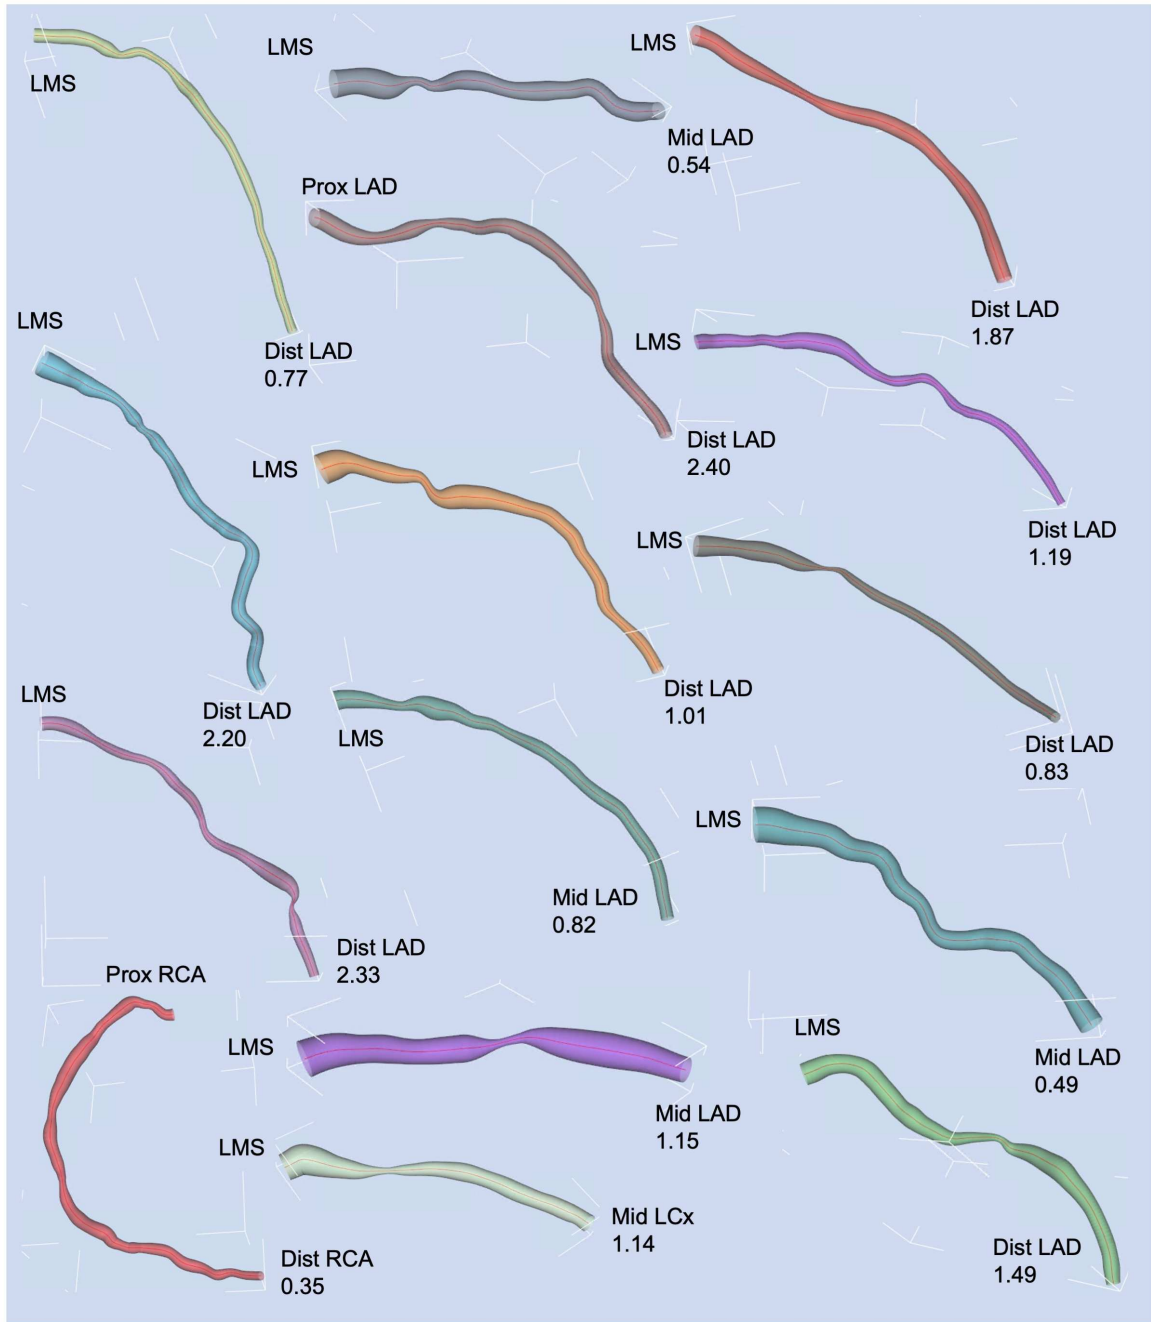 LMS
LMS
LMS
Mid LAD
0.54
Prox LAD
Dist LAD
1.87
LMS
LMS
Dist LAD
0.77
Dist LAD
2.40
LMS
Dist LAD
1.19
LMS
Dist LAD
2.20
LMS
Dist LAD
1.01
LMS
Dist LAD
0.83
LMS
Mid LAD
0.82
LMS
Dist LAD
2.33
Prox RCA
LMS
LMS
Mid LAD
0.49
Mid LAD
1.15
LMS
Mid LCx
1.14
Dist RCA
0.35
Dist LAD
1.49